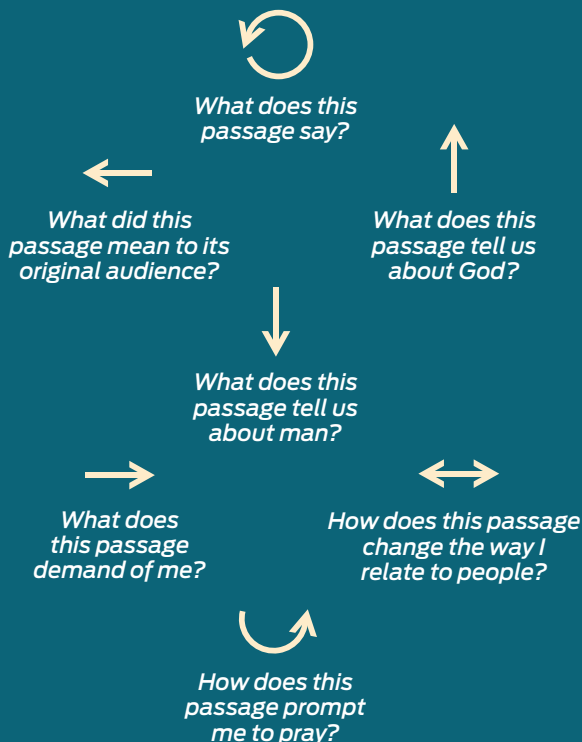 What does this
passage say?
What did this
passage mean to its
original audience?
What does this
passage tell us
about God?
What does this
passage tell us
about man?
What does
this passage
demand of me?
How does this passage
change the way I
relate to people?
How does this
passage prompt
me to pray?